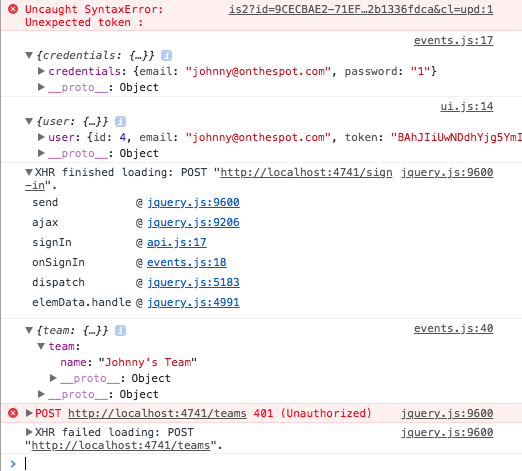 Uncaught SyntaxError: is2?id=9CECBAE2-71EF…2b1336fdca&cl=upd:1
Unexpected token :
events.js:17
{credentials: {…}}
credentials: {email: "johnny@onthespot.com", password: "1"}
__proto__: Object
ui.js:14
{user: {…}}
user: {id: 4, email: "johnny@onthespot.com", token: "BAhJIiUwNDdhYjg5YmI
__proto__: Object
XHR finished loading: POST "http://localhost:4741/sign jquery.js:9600
-in".
send @ jquery.js:9600
ajax @ jquery.js:9206
signIn @ api.js:17
onSignIn @ events.js:18
dispatch @ jquery.js:5183
elemData.handle @ jquery.js:4991
{team: {…}} events.js:40
team:
name: "Johnny's Team"
__proto__: Object
__proto__: Object
POST http://localhost:4741/teams 401 (Unauthorized) jquery.js:9600
XHR failed loading: POST jquery.js:9600
"http://localhost:4741/teams".